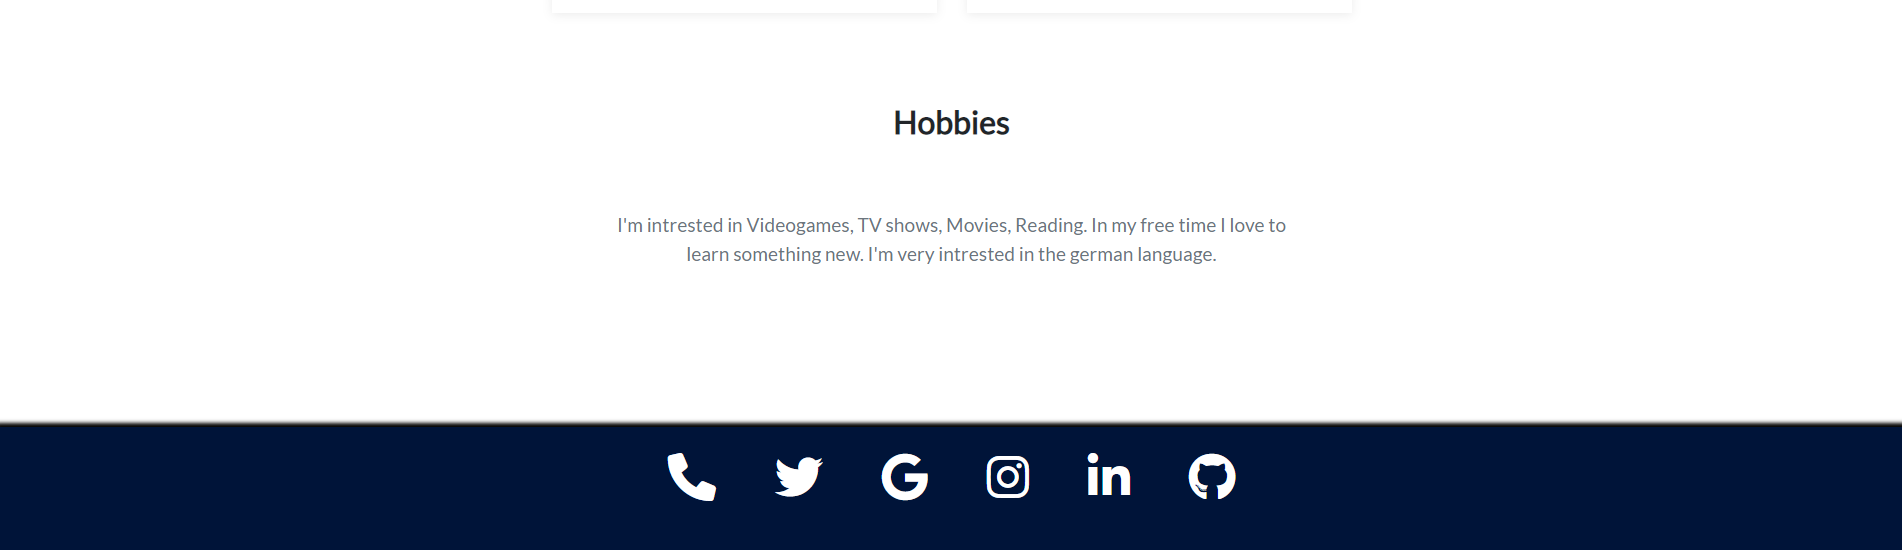 Hobbies
I'm intrested in Videogames, TV shows, Movies, Reading. In my free time I love to
learn something new. I'm very intrested in the german language.